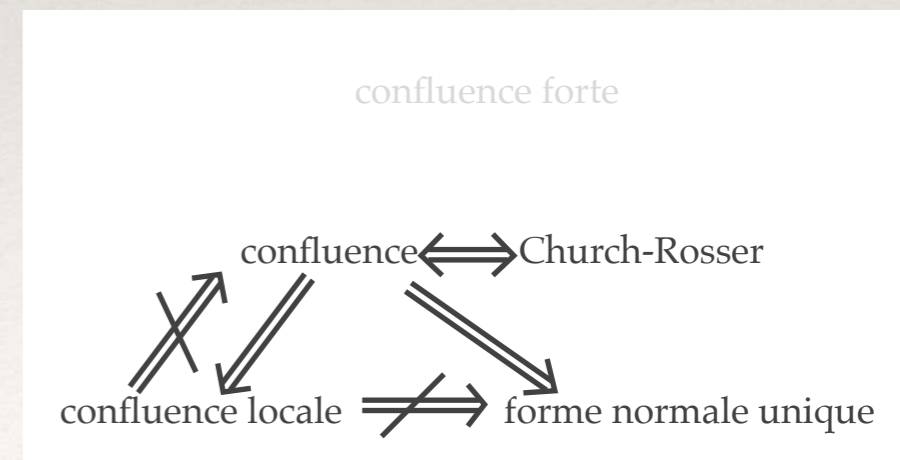 confluence forte
confluence Church-Rosser
confluence locale forme normale unique